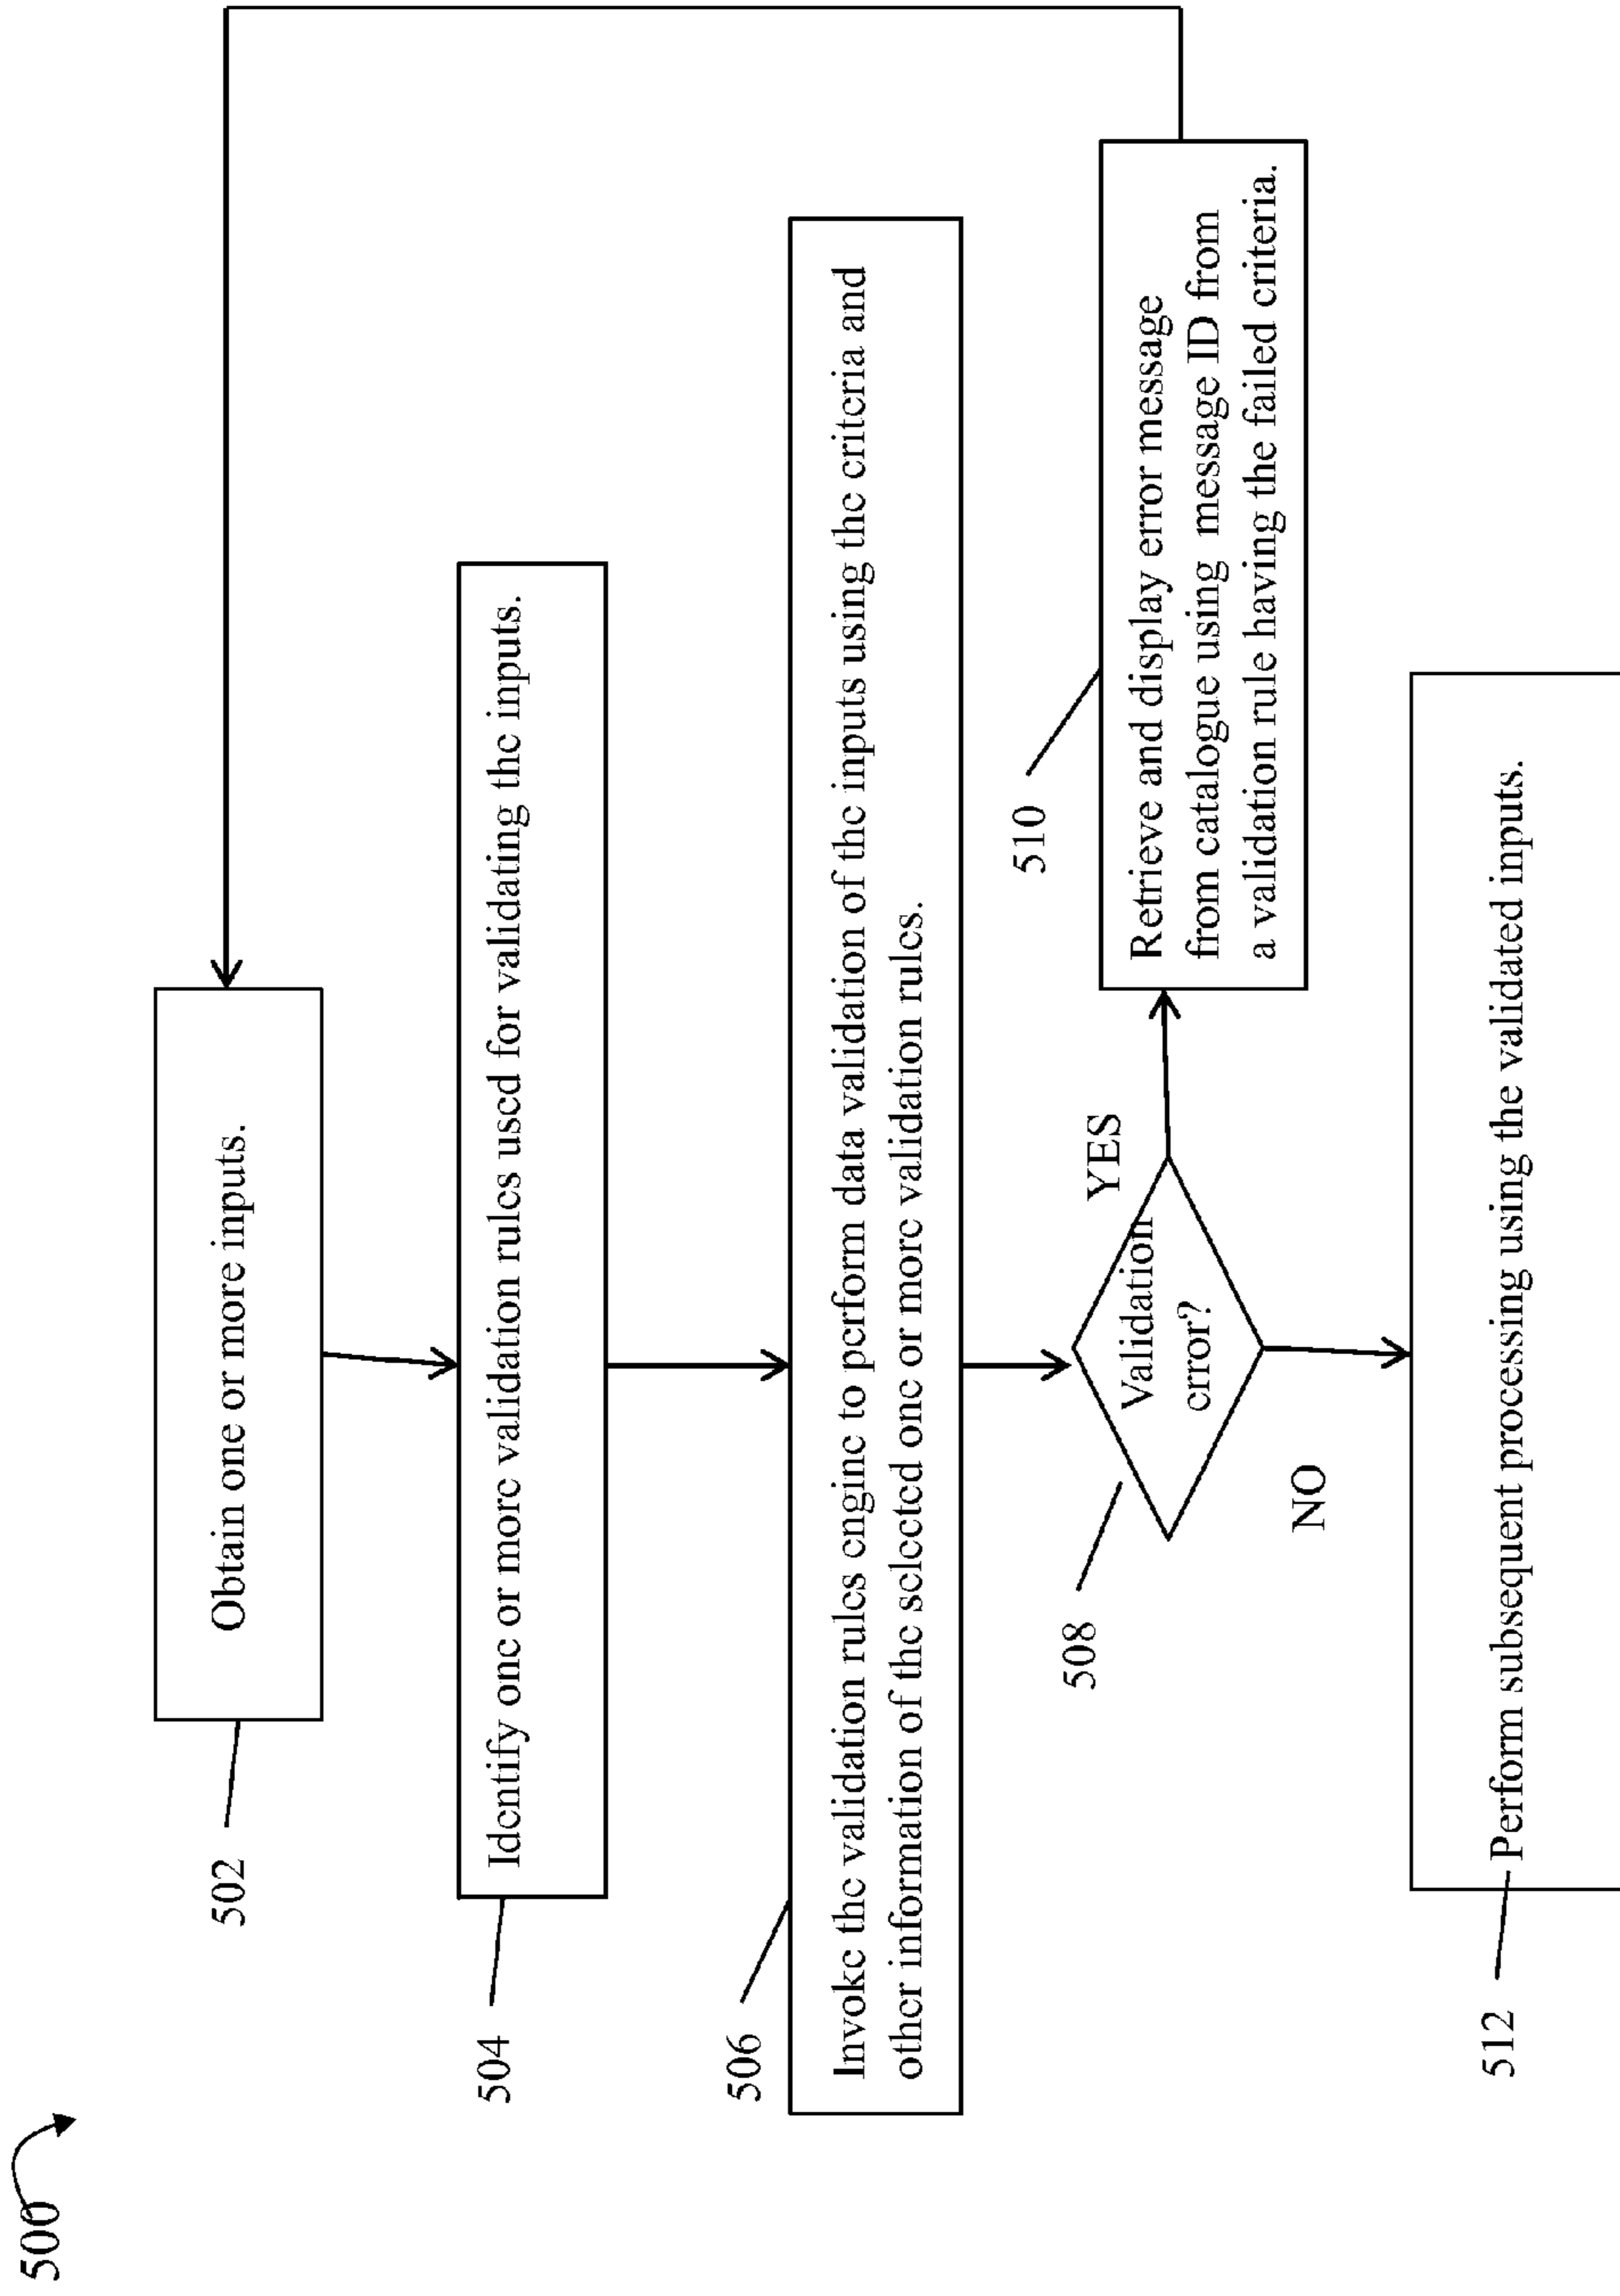 500
502
Obtain one or more inputs.
504
Identify one or more validation rules used for validating the inputs.
506
Invoke the validation rules engine to perform data validation of the inputs using the criteria and
other information of the selected one or more validation rules.
508
Validation
error?
YES
510
Retrieve and display error message
from catalogue using message ID from
a validation rule having the failed criteria.
NO
512
Perform subsequent processing using the validated inputs.